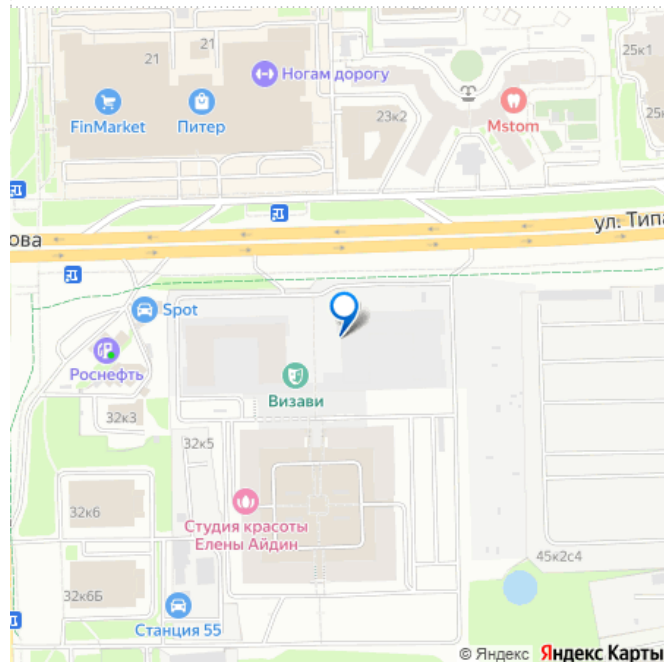 21
21
Ногам дорогу
FinMarket
Питер
23к2
Mstom
25к1
25к
ова
ул. Типа
Spot
Роснефть
Визави
32к3
32к5
Студия красоты
Елены Айдин
32к6
45к2с4
32к6Б
Станция 55
© Яндекс Яндекс Карты